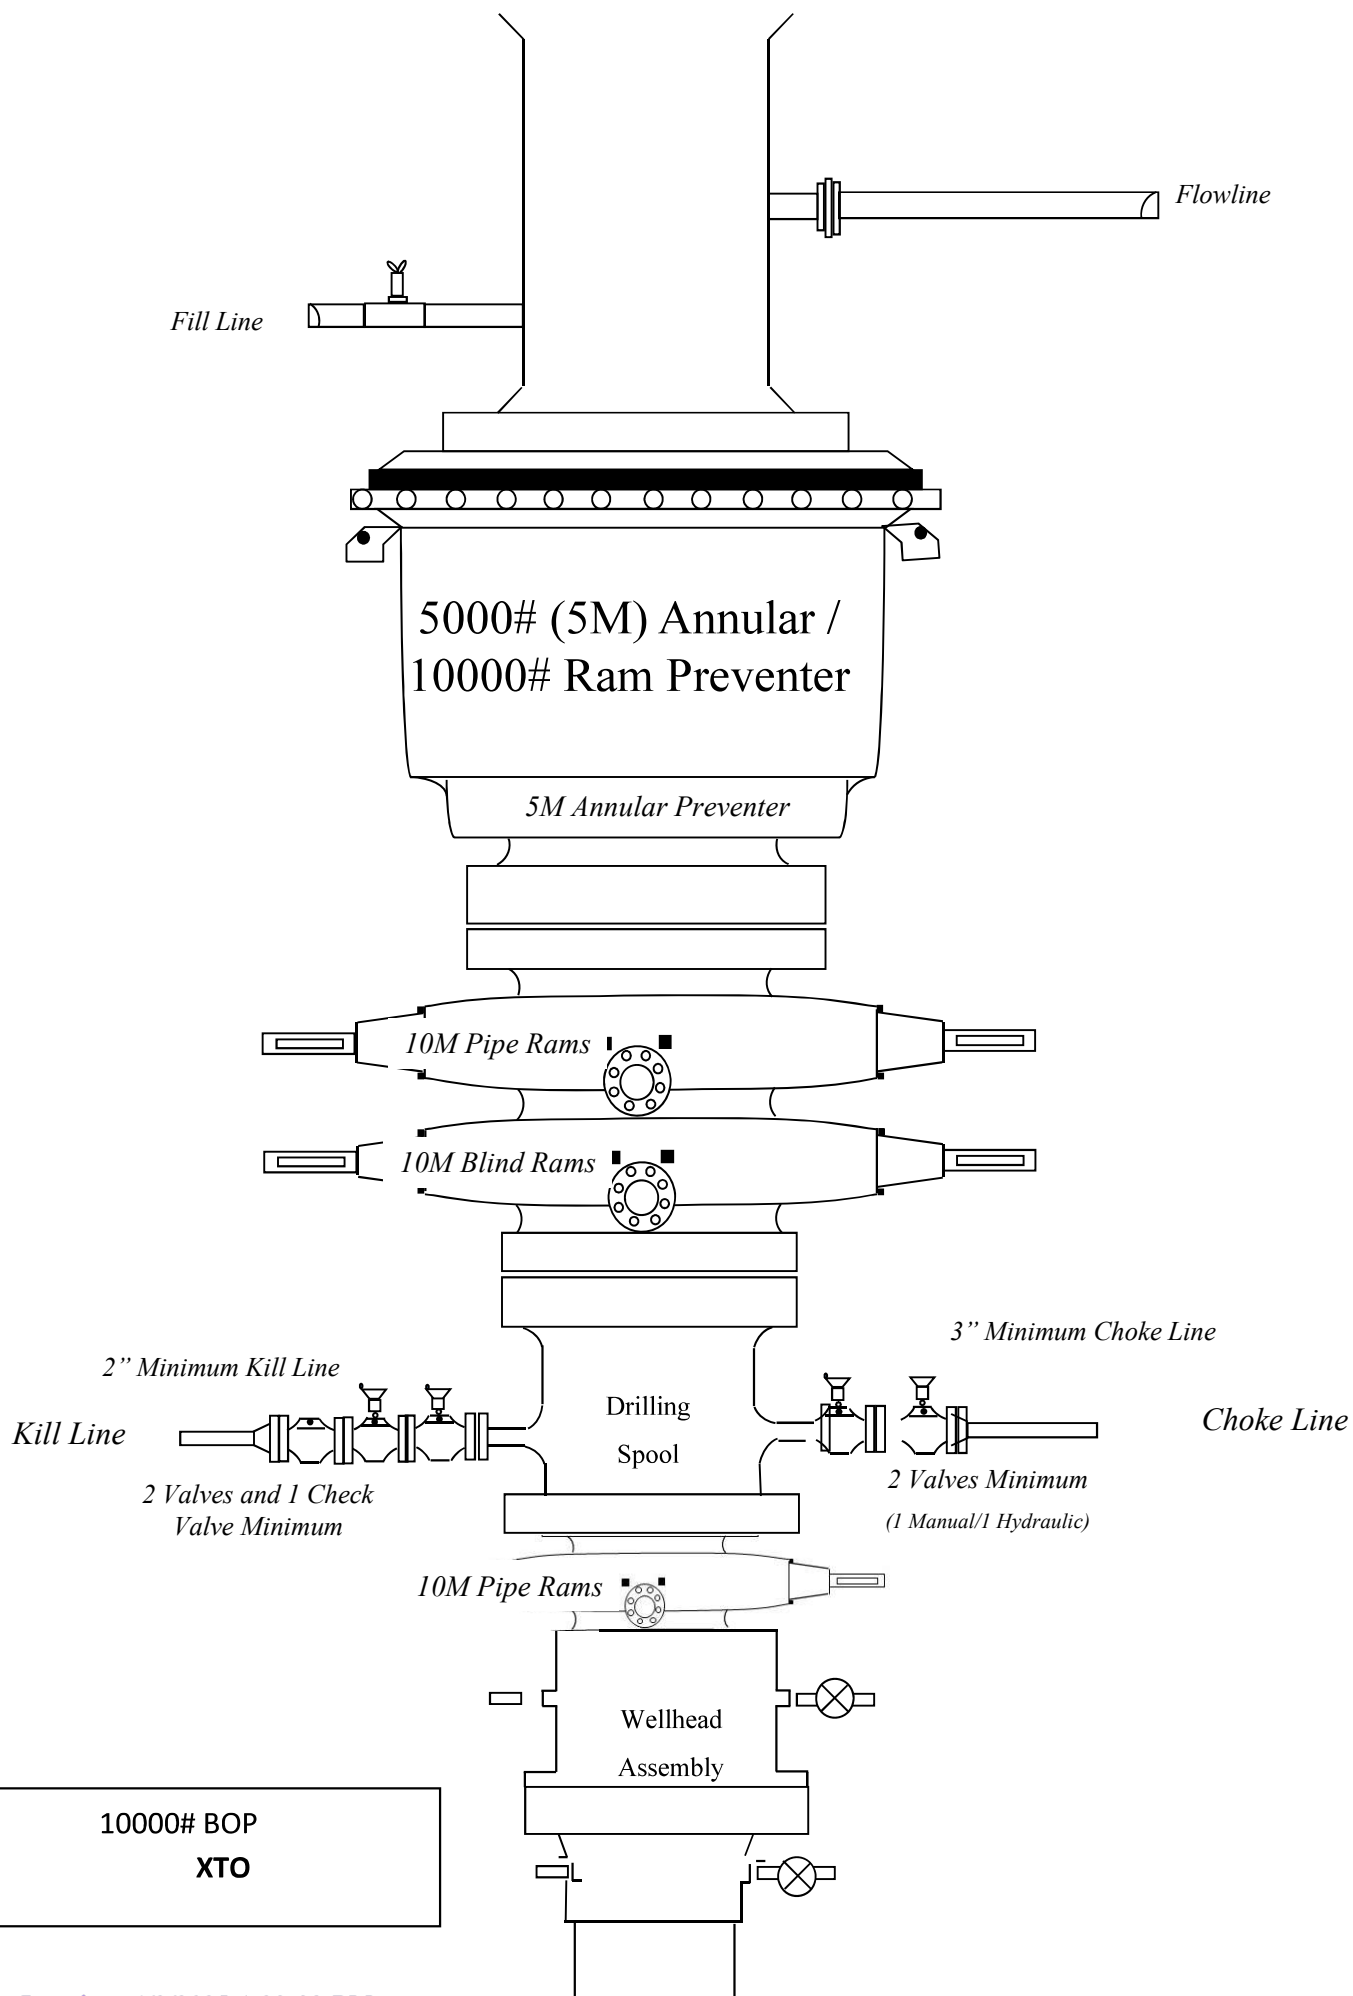 Flowline
Fill Line
5000# (5M) Annular /
10000# Ram Preventer
5M Annular Preventer
10M Pipe Rams
10M Blind Rams
3” Minimum Choke Line
2” Minimum Kill Line
Drilling
Spool
Kill Line
Choke Line
2 Valves and 1 Check
Valve Minimum
2 Valves Minimum
(1 Manual/1 Hydraulic)
10M Pipe Rams
Wellhead
Assembly
10000# BOP
XTO